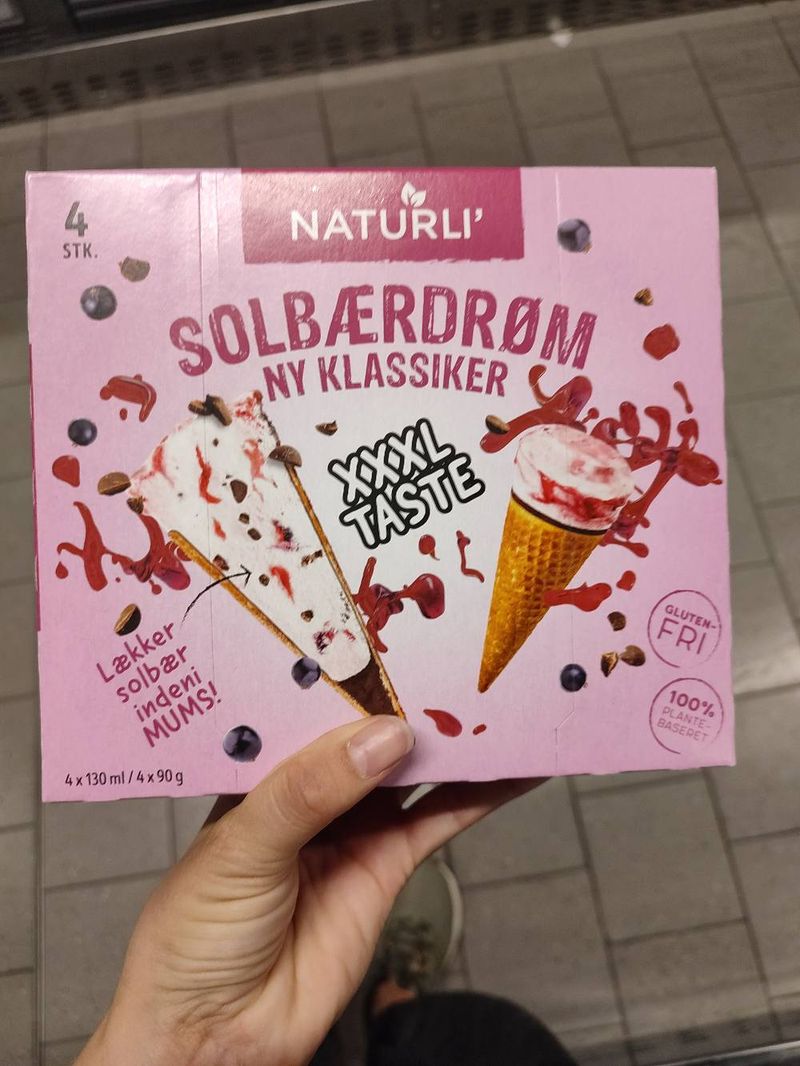 4
STK.
NATURLI'
SOLBÆRDRØM
NY KLASSIKER
XXXL
TASTE
Lækker
solbær
indeni
MUMS!
GLUTEN-
FRI
100%
PLANTE-
BASERET
4 x 130 ml / 4 x 90 g